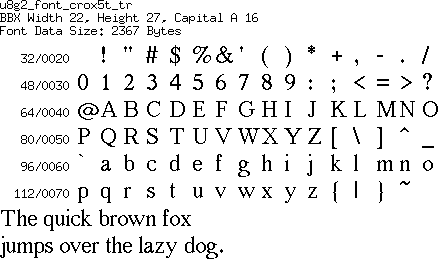 u8g2_font_crox5t_tr
BBX Width 22, Height 27, Capital A 16
Font Data Size: 2367 Bytes
32/0020 ! " # $ % & ' ( ) * + , - . /
48/0030 0 1 2 3 4 5 6 7 8 9 : ; < = > ?
64/0040 @ A B C D E F G H I J K L M N O
80/0050 P Q R S T U V W X Y Z [ \ ] ^ _
96/0060 ` a b c d e f g h i j k l m n o
112/0070 p q r s t u v w x y z { | } ~
The quick brown fox
jumps over the lazy dog.